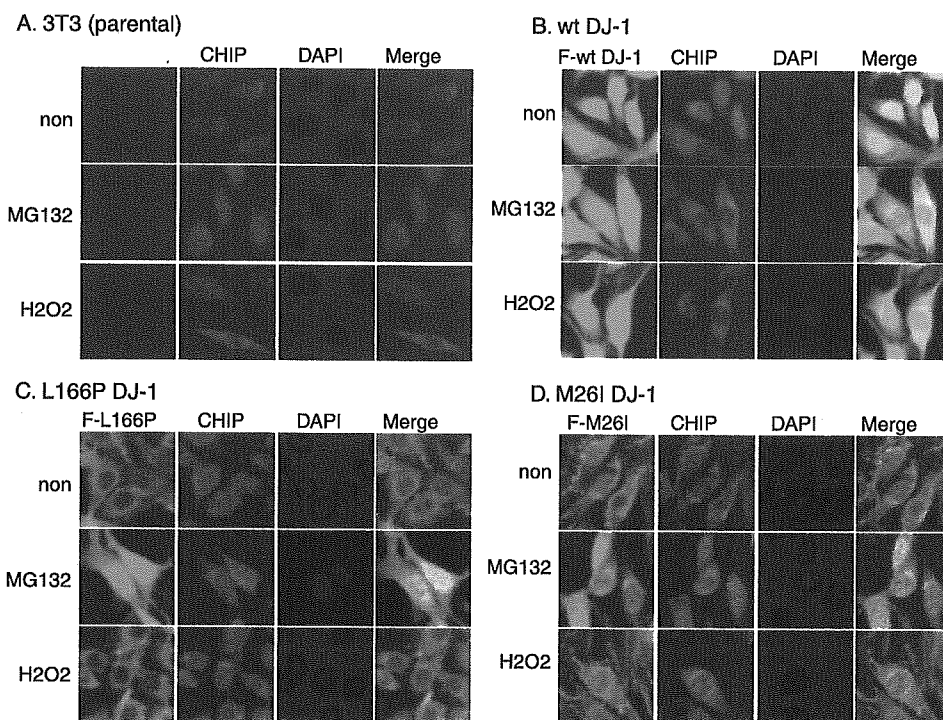 A. 3T3 (parental)
CHIP DAPI Merge
non
MG132
H2O2
B. wt DJ-1
F-wt DJ-1 CHIP DAPI Merge
non
MG132
H2O2
C. L166P DJ-1
F-L166P CHIP DAPI Merge
non
MG132
H2O2
D. M26I DJ-1
F-M26I CHIP DAPI Merge
non
MG132
H2O2